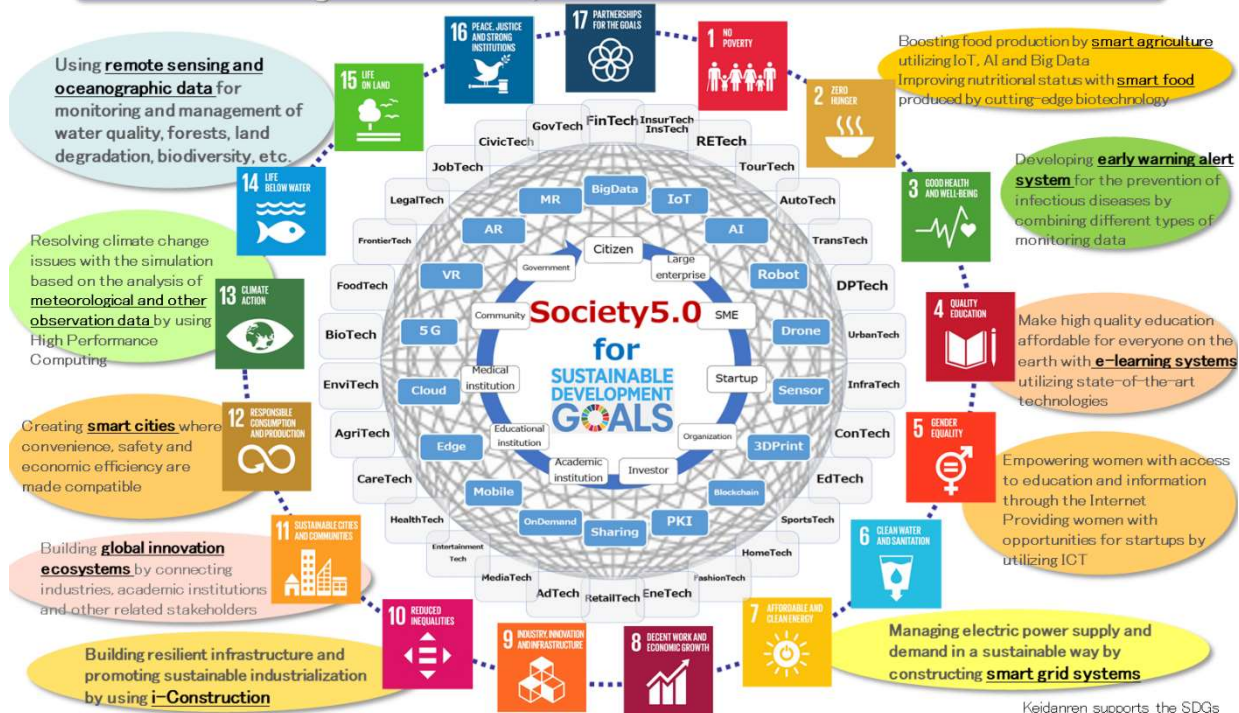 17 PARTNERSHIPS
FOR THE GOALS
16 PEACE, JUSTICE
AND STRONG
INSTITUTIONS
1 NO
POVERTY
Boosting food production by smart agriculture
utilizing IoT, AI and Big Data
Improving nutritional status with smart food
produced by cutting-edge biotechnology
Using remote sensing and
oceanographic data for
monitoring and management of
water quality, forests, land
degradation, biodiversity, etc.
15 LIFE
ON LAND
2 ZERO
HUNGER
14 LIFE
BELOW WATER
3 GOOD HEALTH
AND WELL-BEING
Developing early warning alert
system for the prevention of
infectious diseases by
combining different types of
monitoring data
Resolving climate change
issues with the simulation
based on the analysis of
meteorological and other
observation data by using
High Performance
Computing
13 CLIMATE
ACTION
4 QUALITY
EDUCATION
Make high quality education
affordable for everyone on the
earth with e-learning systems
utilizing state-of-the-art
technologies
Creating smart cities where
convenience, safety and
economic efficiency are
made compatible
12 RESPONSIBLE
CONSUMPTION
AND PRODUCTION
5 GENDER
EQUALITY
Empowering women with access
to education and information
through the Internet
Providing women with
opportunities for startups by
utilizing ICT
Building global innovation
ecosystems by connecting
industries, academic institutions
and other related stakeholders
11 SUSTAINABLE CITIES
AND COMMUNITIES
6 CLEAN WATER
AND SANITATION
Building resilient infrastructure and
promoting sustainable industrialization
by using i-Construction
10 REDUCED
INEQUALITIES
9 INDUSTRY, INNOVATION
AND INFRASTRUCTURE
8 DECENT WORK AND
ECONOMIC GROWTH
7 AFFORDABLE AND
CLEAN ENERGY
Managing electric power supply and
demand in a sustainable way by
constructing smart grid systems
FinTech
InsurTech
InsTech
RETech
TourTech
AutoTech
TransTech
DPTech
UrbanTech
InfraTech
ConTech
EdTech
SportsTech
HomeTech
FashionTech
EneTech
RetailTech
AdTech
MediaTech
Entertainment
Tech
HealthTech
CareTech
AgriTech
EnviTech
BioTech
FoodTech
FrontierTech
LegalTech
JobTech
CivicTech
GovTech
BigData
IoT
AI
Robot
Drone
Sensor
3DPrint
Blockchain
PKI
Sharing
OnDemand
Mobile
Edge
Cloud
5G
VR
AR
MR
Citizen
Large
enterprise
SME
Startup
Organization
Investor
Academic
institution
Educational
institution
Medical
institution
Community
Government
Society5.0
for
SUSTAINABLE
DEVELOPMENT
GOALS
Keidanren supports the SDGs